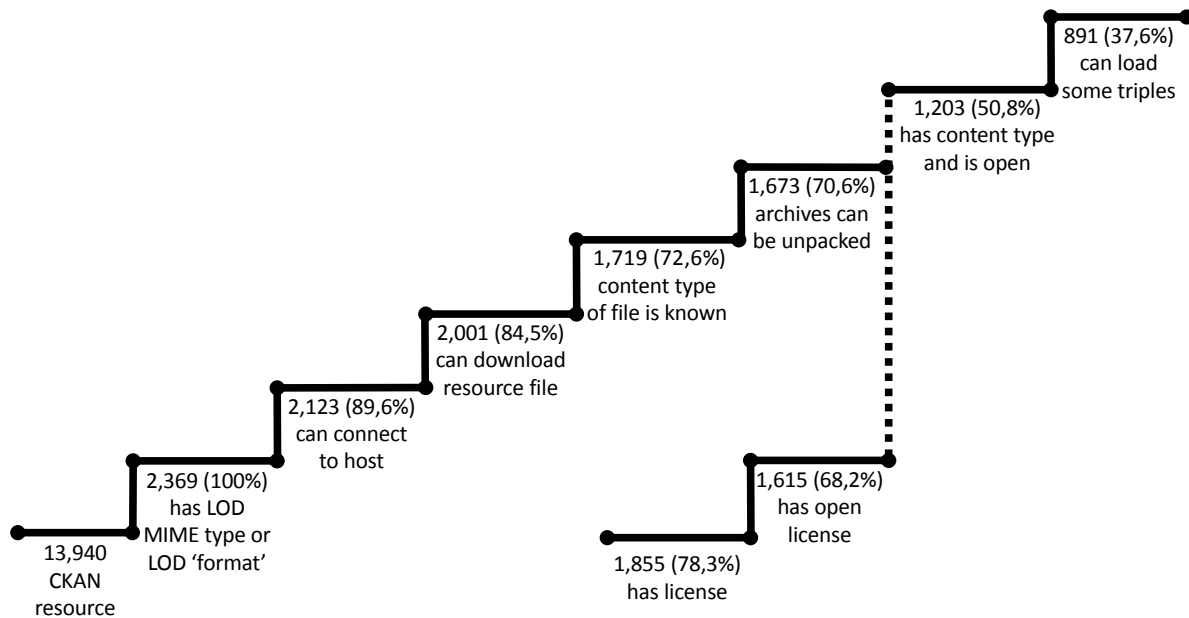 891 (37,6%)
can load
some triples
1,203 (50,8%)
has content type
and is open
1,673 (70,6%)
archives can
be unpacked
1,719 (72,6%)
content type
of file is known
2,001 (84,5%)
can download
resource file
2,123 (89,6%)
can connect
to host
2,369 (100%)
has LOD
MIME type or
LOD ‘format’
13,940
CKAN
resource
1,615 (68,2%)
has open
license
1,855 (78,3%)
has license